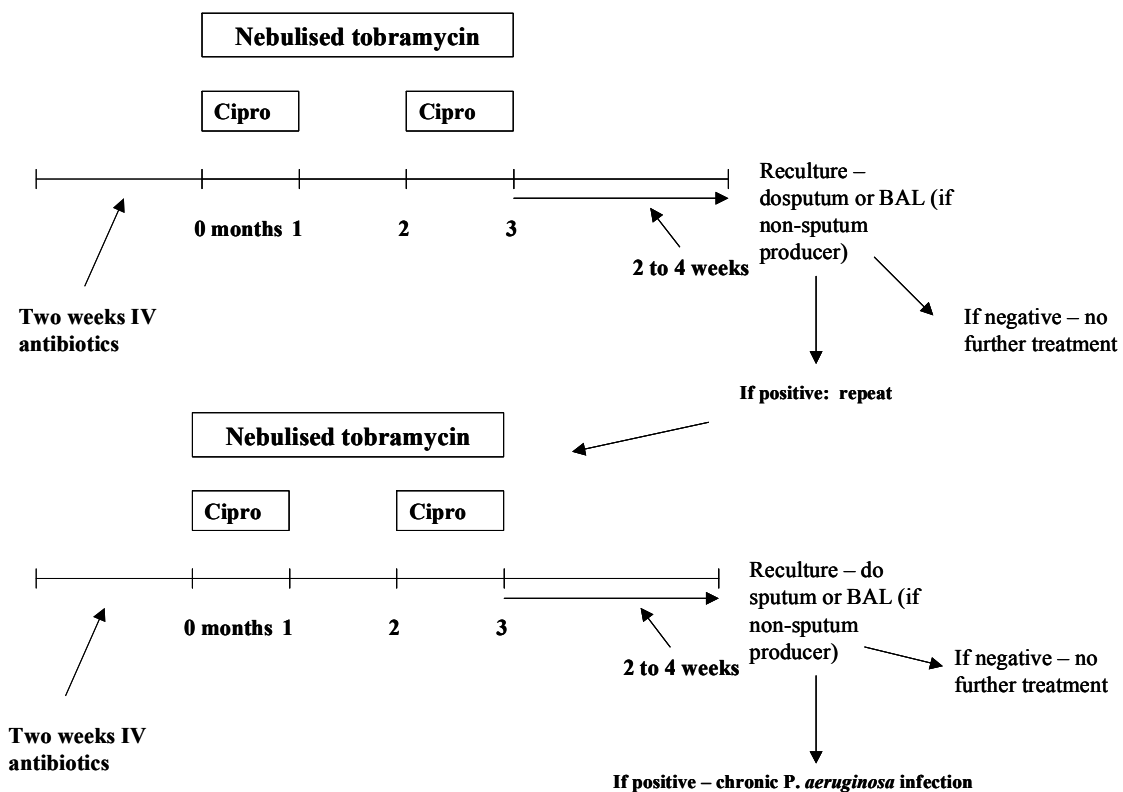 Nebulised tobramycin
Cipro
Cipro
0 months 1
2
3
2 to 4 weeks
Two weeks IV
antibiotics
Reculture –
dosputum or BAL (if
non-sputum
producer)
If negative – no
further treatment
If positive: repeat
Nebulised tobramycin
Cipro
Cipro
0 months 1
2
3
2 to 4 weeks
Two weeks IV
antibiotics
Reculture – do
sputum or BAL (if
non-sputum
producer)
If negative – no
further treatment
If positive – chronic P. aeruginosa infection